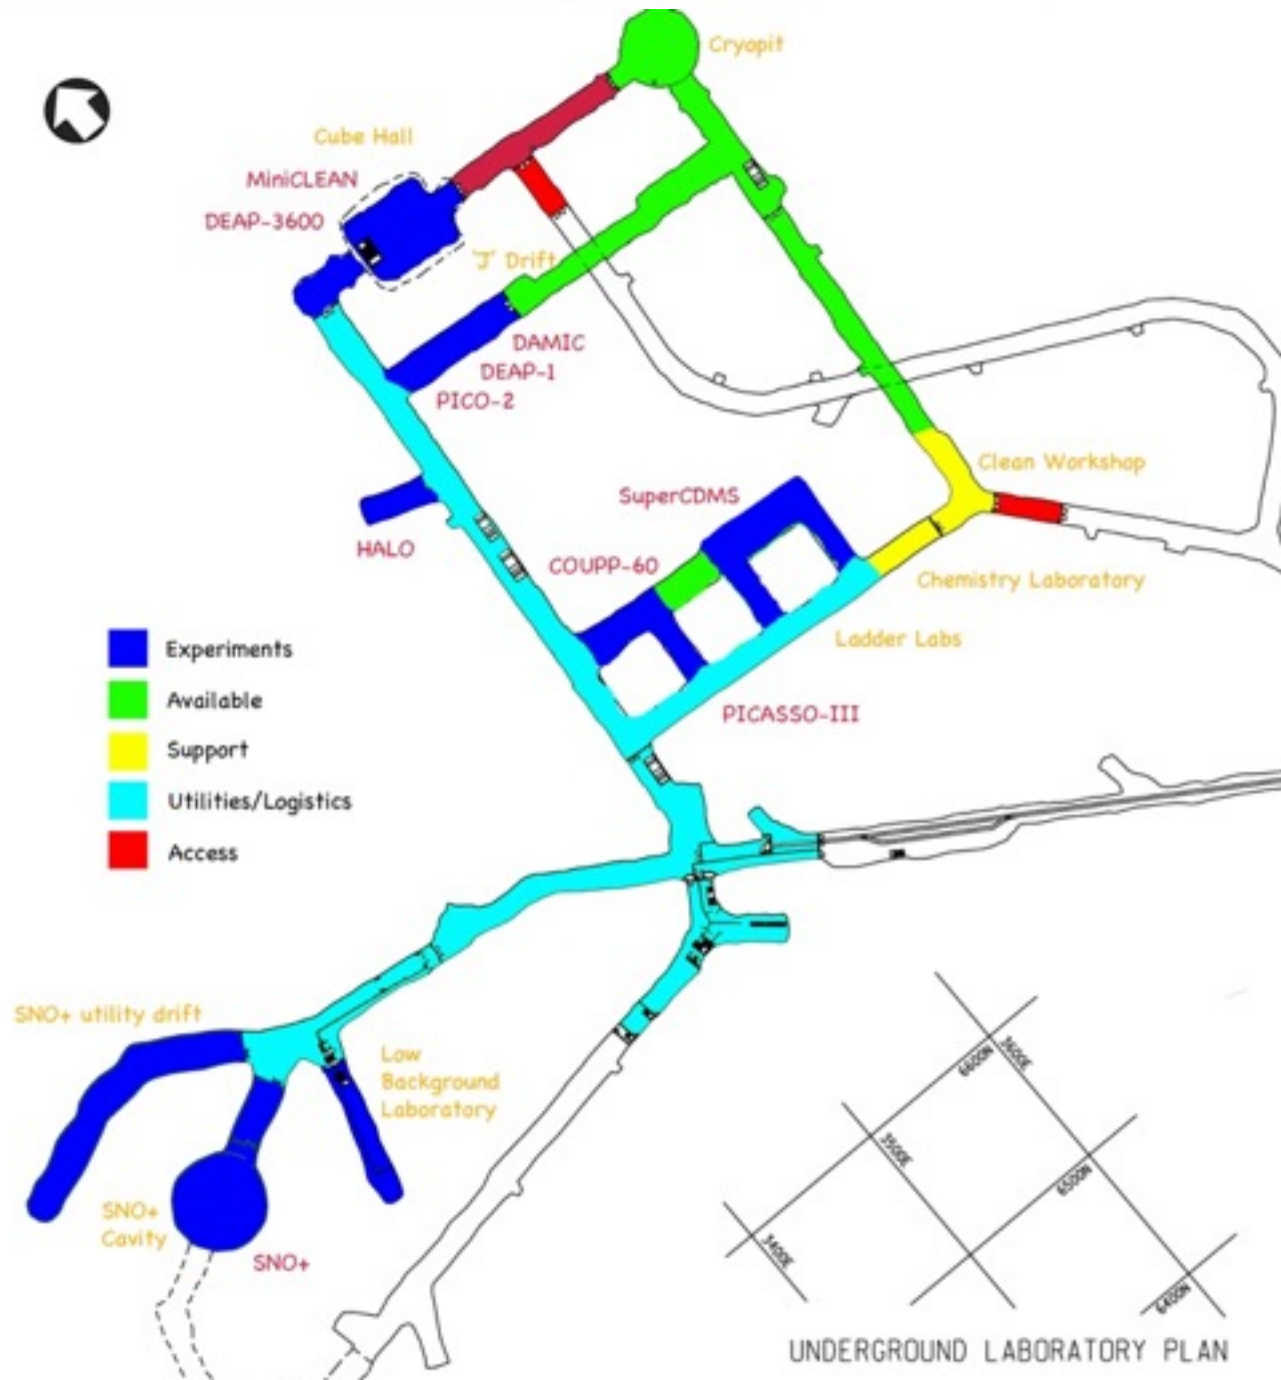 Cryopit
Cube Hall
MiniCLEAN
DEAP-3600
'J' Drift
DAMIC
DEAP-1
PICO-2
Clean Workshop
SuperCDMS
HALO
COUPP-60
Chemistry Laboratory
Ladder Labs
PICASSO-III
Experiments
Available
Support
Utilities/Logistics
Access
SNO+ utility drift
Low
Background
Laboratory
SNO+
Cavity
SNO+
6600N
3600E
3500E
6500N
3400E
6400N
UNDERGROUND LABORATORY PLAN